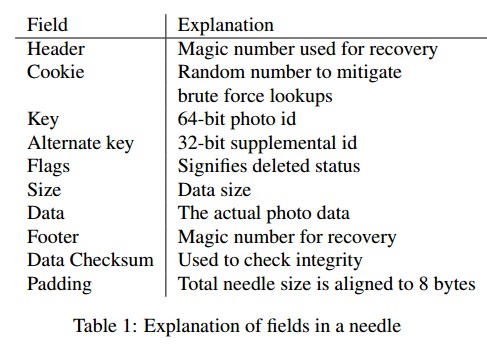 Field Explanation
Header Magic number used for recovery
Cookie Random number to mitigate
brute force lookups
Key 64-bit photo id
Alternate key 32-bit supplemental id
Flags Signifies deleted status
Size Data size
Data The actual photo data
Footer Magic number for recovery
Data Checksum Used to check integrity
Padding Total needle size is aligned to 8 bytes
Table 1: Explanation of fields in a needle